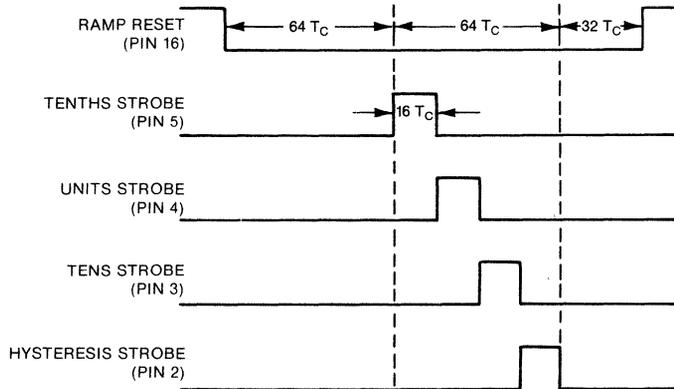 RAMP RESET
(PIN 16)
64 T_C
64 T_C
32 T_C
TENTHS STROBE
(PIN 5)
16 T_C
UNITS STROBE
(PIN 4)
TENS STROBE
(PIN 3)
HYSTERESIS STROBE
(PIN 2)